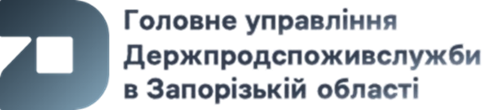 Головне управління
Держпродспоживслужби
в Запорізькій області